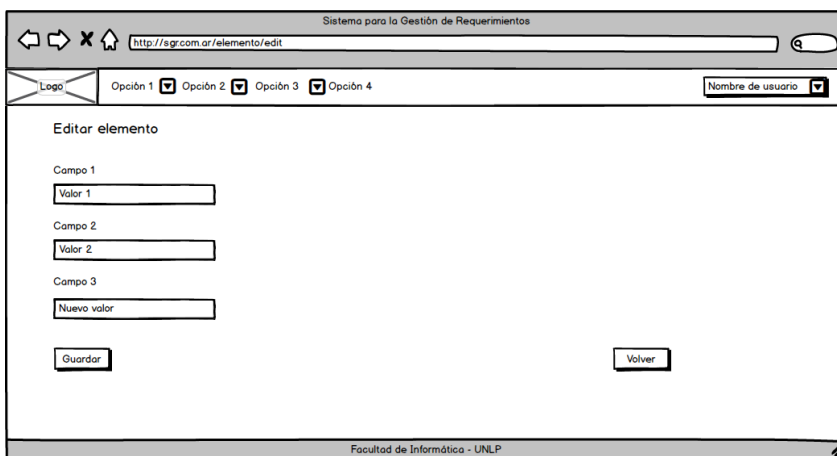 Sistema para la Gestión de Requerimientos
http://sgr.com.ar/elemento/edit
Logo Opción 1 Opción 2 Opción 3 Opción 4 Nombre de usuario
Editar elemento
Campo 1
Valor 1
Campo 2
Valor 2
Campo 3
Nuevo valor
Guardar Volver
Facultad de Informática - UNLP